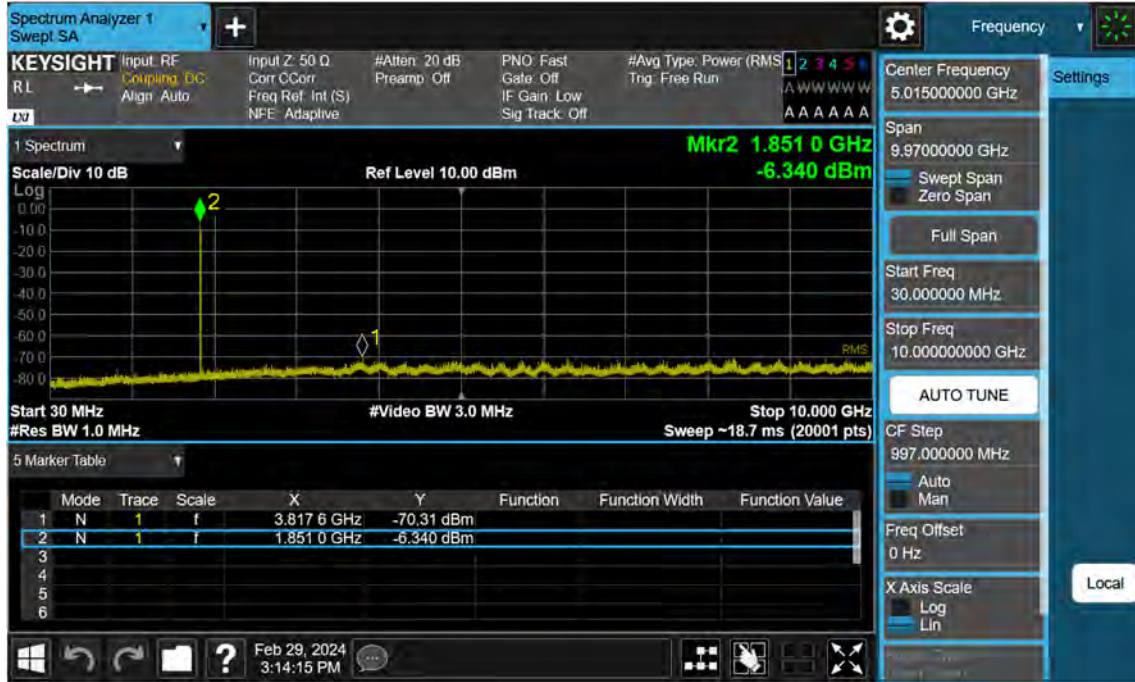 Spectrum Analyzer 1
Swept SA
+
Frequency
KEYSIGHT
RL
LXI
Input: RF
Coupling: DC
Align: Auto
Input Z: 50 Ω
Corr CCorr
Freq Ref: Int (S)
NFE: Adaptive
#Atten: 20 dB
Preamp: Off
PNO: Fast
Gate: Off
IF Gain: Low
Sig Track: Off
#Avg Type: Power (RMS
Trig: Free Run
1 2 3 4 5 6
A W W W W W
A A A A A A
1 Spectrum
Scale/Div 10 dB
Ref Level 10.00 dBm
Mkr2 1.851 0 GHz
-6.340 dBm
Log
0.00
-10.0
-20.0
-30.0
-40.0
-50.0
-60.0
-70.0
-80.0
2
1
RMS
Start 30 MHz
#Video BW 3.0 MHz
Stop 10.000 GHz
#Res BW 1.0 MHz
Sweep ~18.7 ms (20001 pts)
5 Marker Table
Mode Trace Scale X Y Function Function Width Function Value
1 N 1 f 3.817 6 GHz -70.31 dBm
2 N 1 f 1.851 0 GHz -6.340 dBm
3
4
5
6
?
Feb 29, 2024
3:14:15 PM
Center Frequency
5.015000000 GHz
Settings
Span
9.97000000 GHz
Swept Span
Zero Span
Full Span
Start Freq
30.000000 MHz
Stop Freq
10.000000000 GHz
AUTO TUNE
CF Step
997.000000 MHz
Auto
Man
Freq Offset
0 Hz
X Axis Scale
Log
Lin
Local